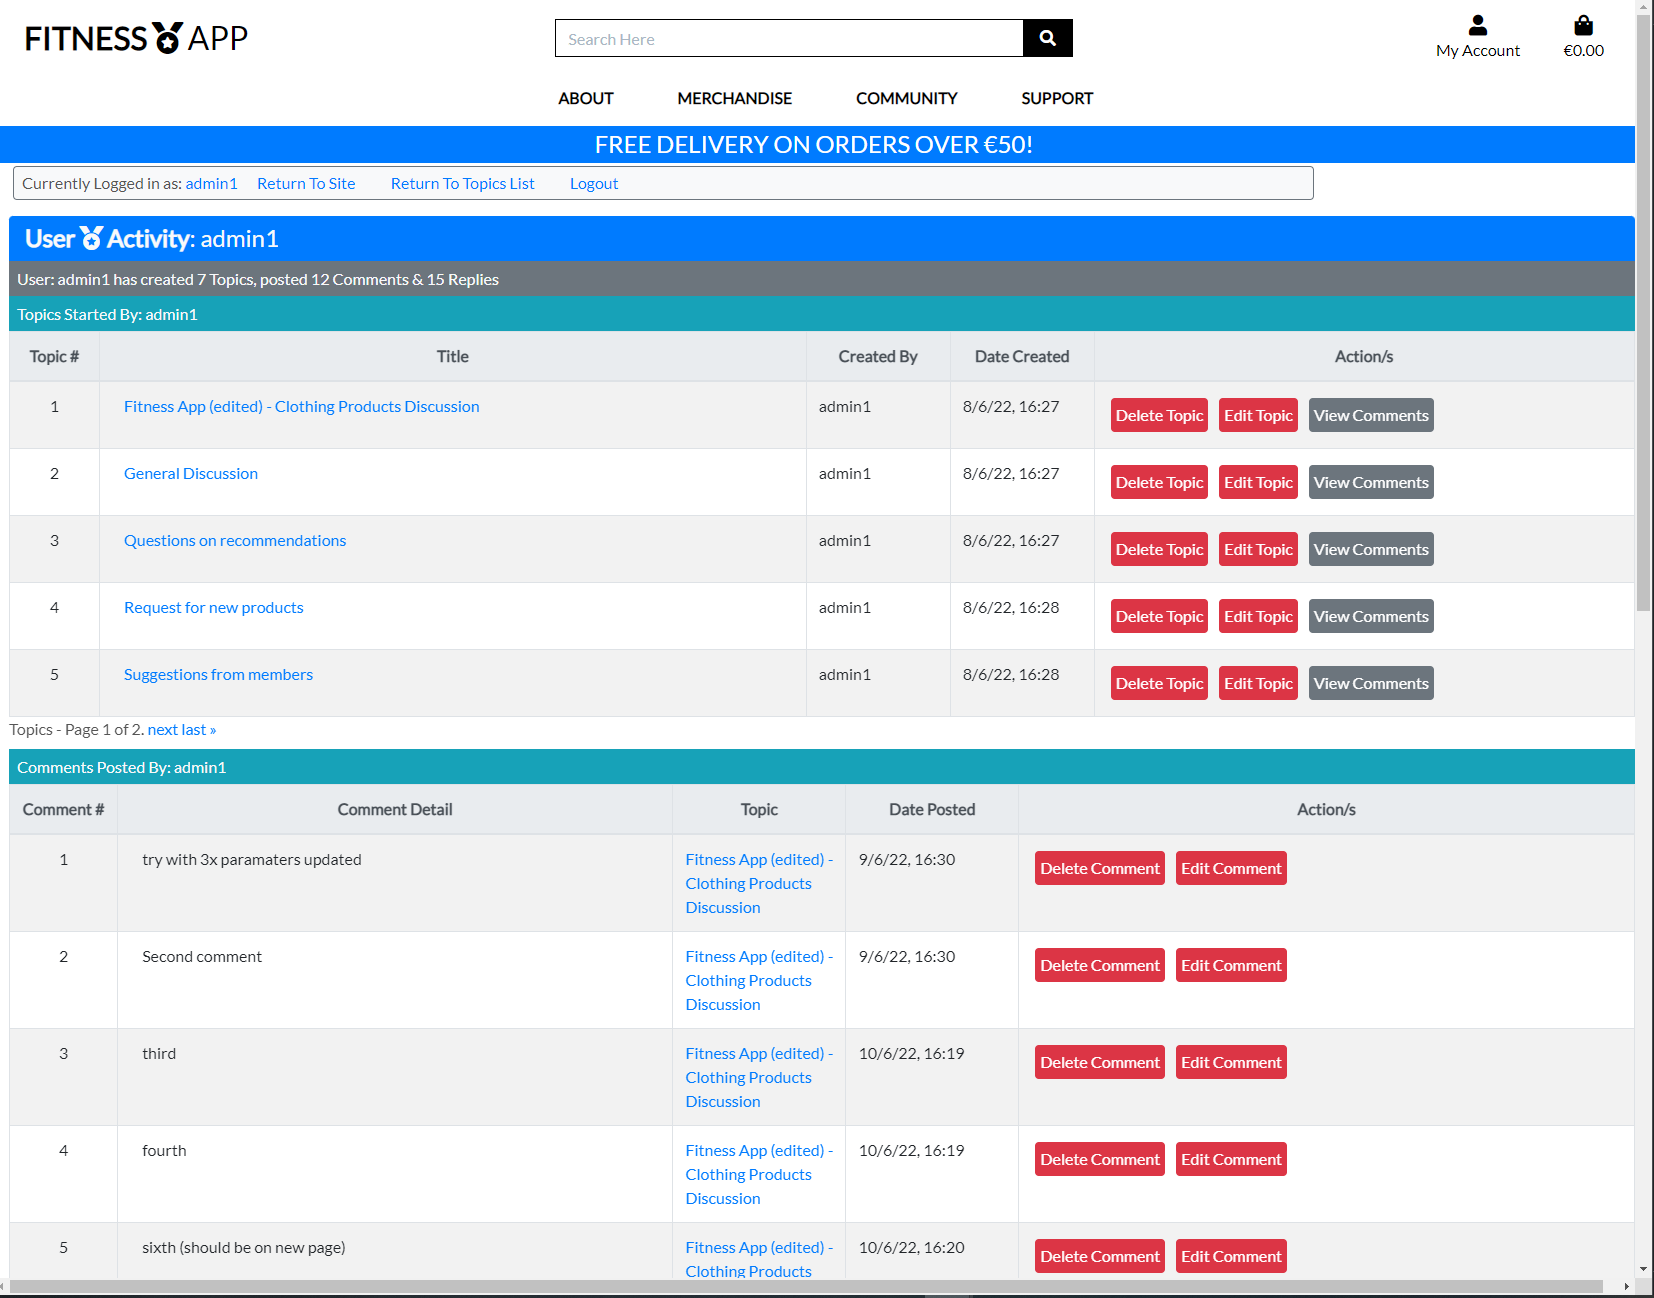 FITNESS APP
Search Here
My Account
€0.00
ABOUT MERCHANDISE COMMUNITY SUPPORT
FREE DELIVERY ON ORDERS OVER €50!
Currently Logged in as: admin1 Return To Site Return To Topics List Logout
User Activity: admin1
User: admin1 has created 7 Topics, posted 12 Comments & 15 Replies
Topics Started By: admin1
Topic # Title Created By Date Created Action/s
1 Fitness App (edited) - Clothing Products Discussion admin1 8/6/22, 16:27 Delete Topic Edit Topic View Comments
2 General Discussion admin1 8/6/22, 16:27 Delete Topic Edit Topic View Comments
3 Questions on recommendations admin1 8/6/22, 16:27 Delete Topic Edit Topic View Comments
4 Request for new products admin1 8/6/22, 16:28 Delete Topic Edit Topic View Comments
5 Suggestions from members admin1 8/6/22, 16:28 Delete Topic Edit Topic View Comments
Topics - Page 1 of 2. next last »
Comments Posted By: admin1
Comment # Comment Detail Topic Date Posted Action/s
1 try with 3x paramaters updated Fitness App (edited) - 9/6/22, 16:30 Delete Comment Edit Comment
Clothing Products
Discussion
2 Second comment Fitness App (edited) - 9/6/22, 16:30 Delete Comment Edit Comment
Clothing Products
Discussion
3 third Fitness App (edited) - 10/6/22, 16:19 Delete Comment Edit Comment
Clothing Products
Discussion
4 fourth Fitness App (edited) - 10/6/22, 16:19 Delete Comment Edit Comment
Clothing Products
Discussion
5 sixth (should be on new page) Fitness App (edited) - 10/6/22, 16:20 Delete Comment Edit Comment
Clothing Products